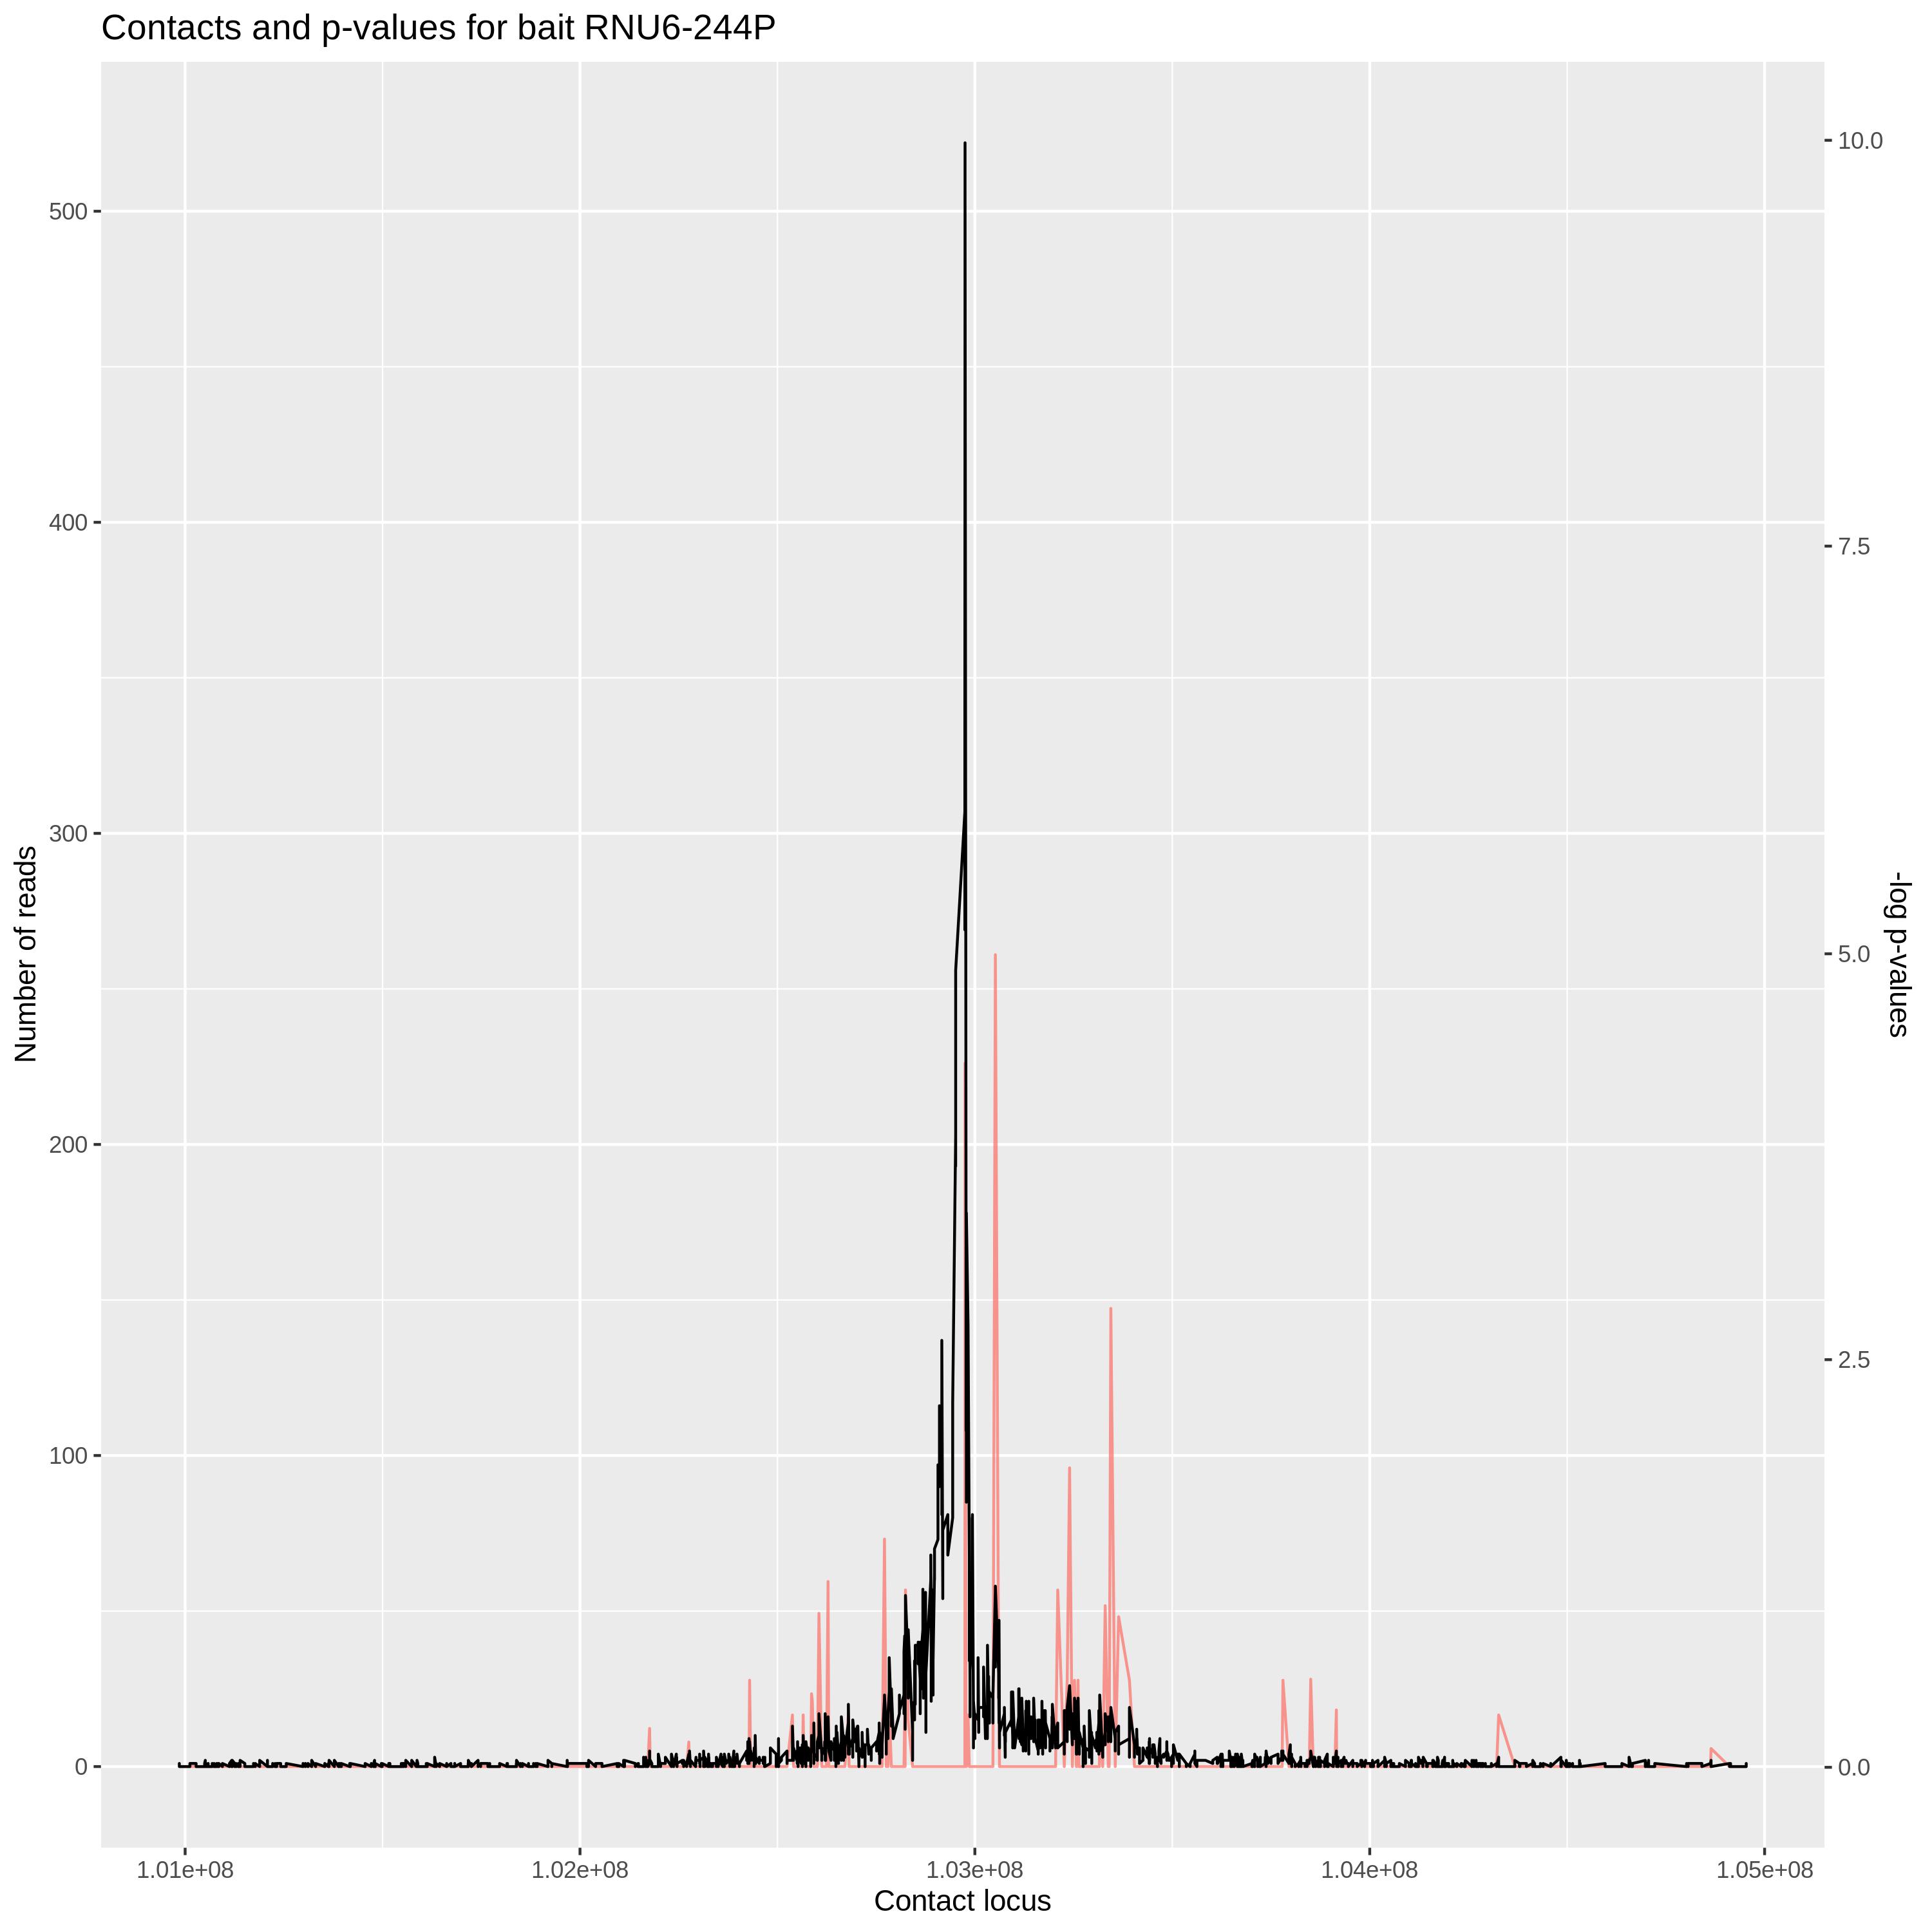 Contacts and p-values for bait RNU6-244P
Number of reads
500
400
300
200
100
0
10.0
7.5
5.0
2.5
0.0
-log p-values
1.01e+08
1.02e+08
1.03e+08
1.04e+08
1.05e+08
Contact locus